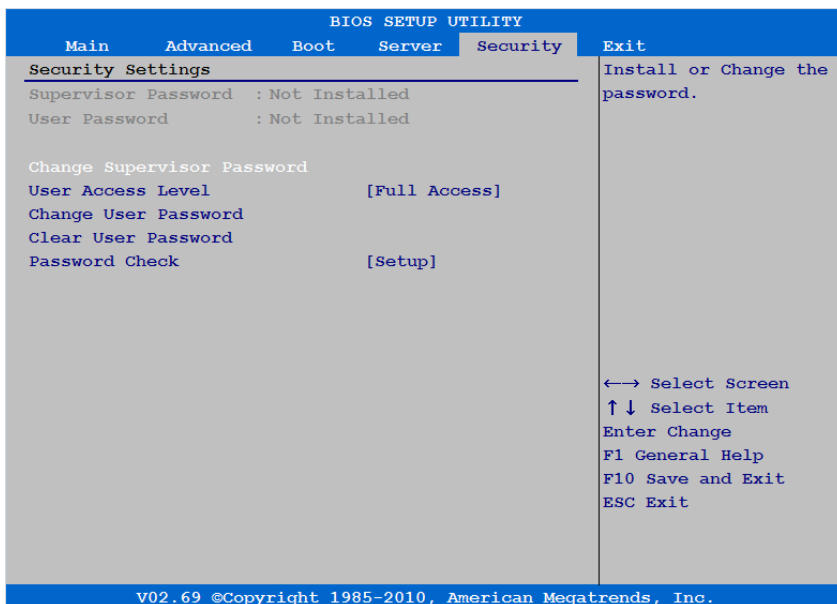 BIOS SETUP UTILITY
Main Advanced Boot Server Security Exit
Security Settings
Supervisor Password : Not Installed
User Password : Not Installed
Change Supervisor Password
User Access Level [Full Access]
Change User Password
Clear User Password
Password Check [Setup]
Install or Change the
password.
←→ Select Screen
↑↓ Select Item
Enter Change
F1 General Help
F10 Save and Exit
ESC Exit
V02.69 ©Copyright 1985-2010, American Megatrends, Inc.